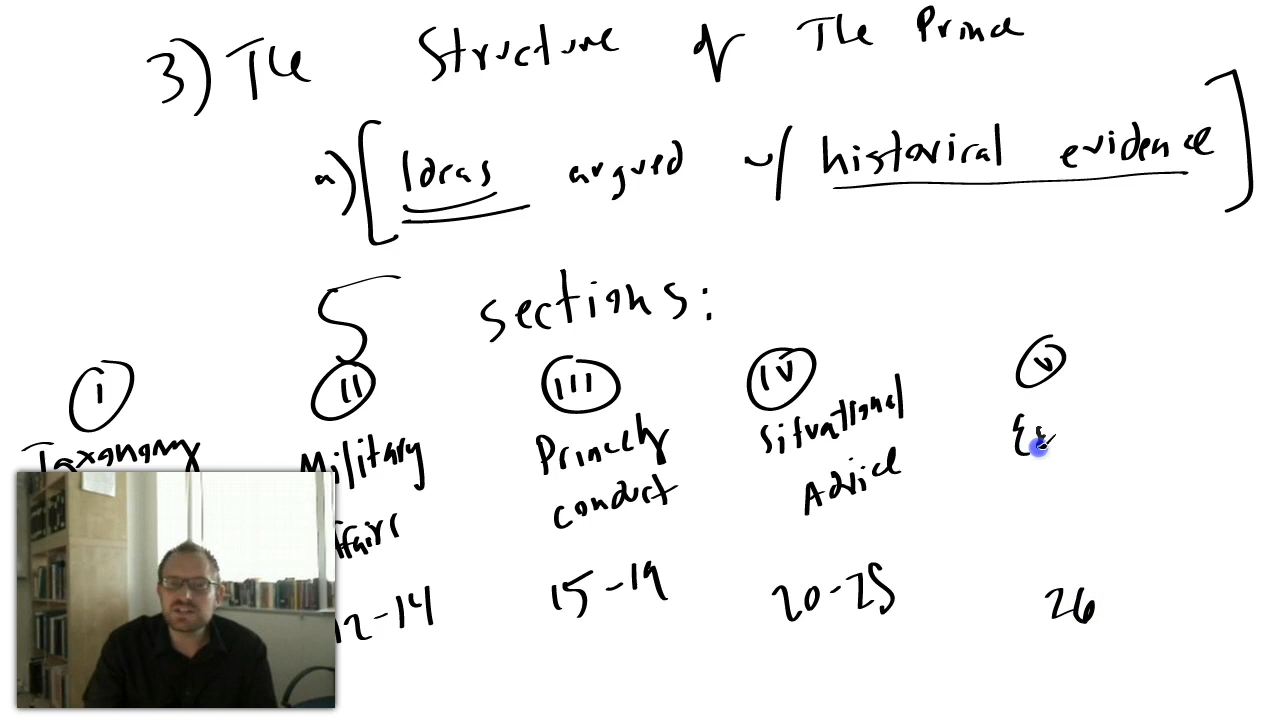 3) The Structure of The Prince
a) [Ideas argued w/ historical evidence]
5 sections:
I II III IV V
Taxonomy Military Princely Situational
conduct Advice
12-14 15-19 20-25 26